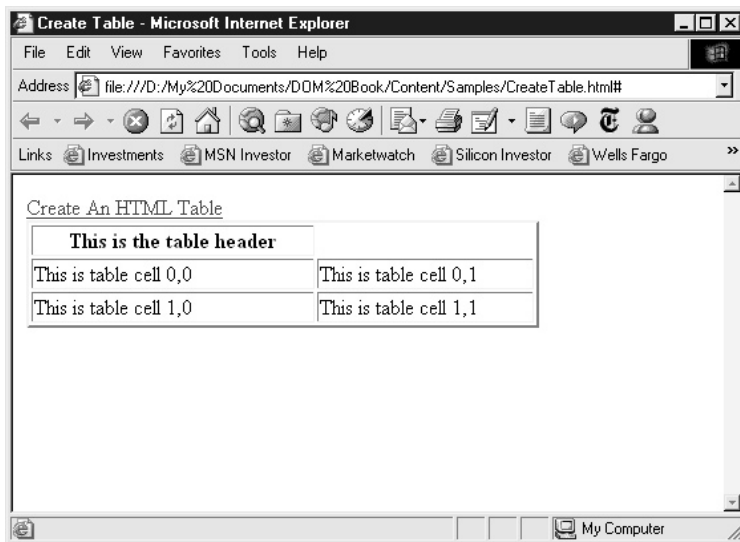 Create Table - Microsoft Internet Explorer
File Edit View Favorites Tools Help
Address file:///D:/My%20Documents/DOM%20Book/Content/Samples/CreateTable.html#
Links Investments MSN Investor Marketwatch Silicon Investor Wells Fargo »
Create An HTML Table
This is the table header
This is table cell 0,0 This is table cell 0,1
This is table cell 1,0 This is table cell 1,1
My Computer